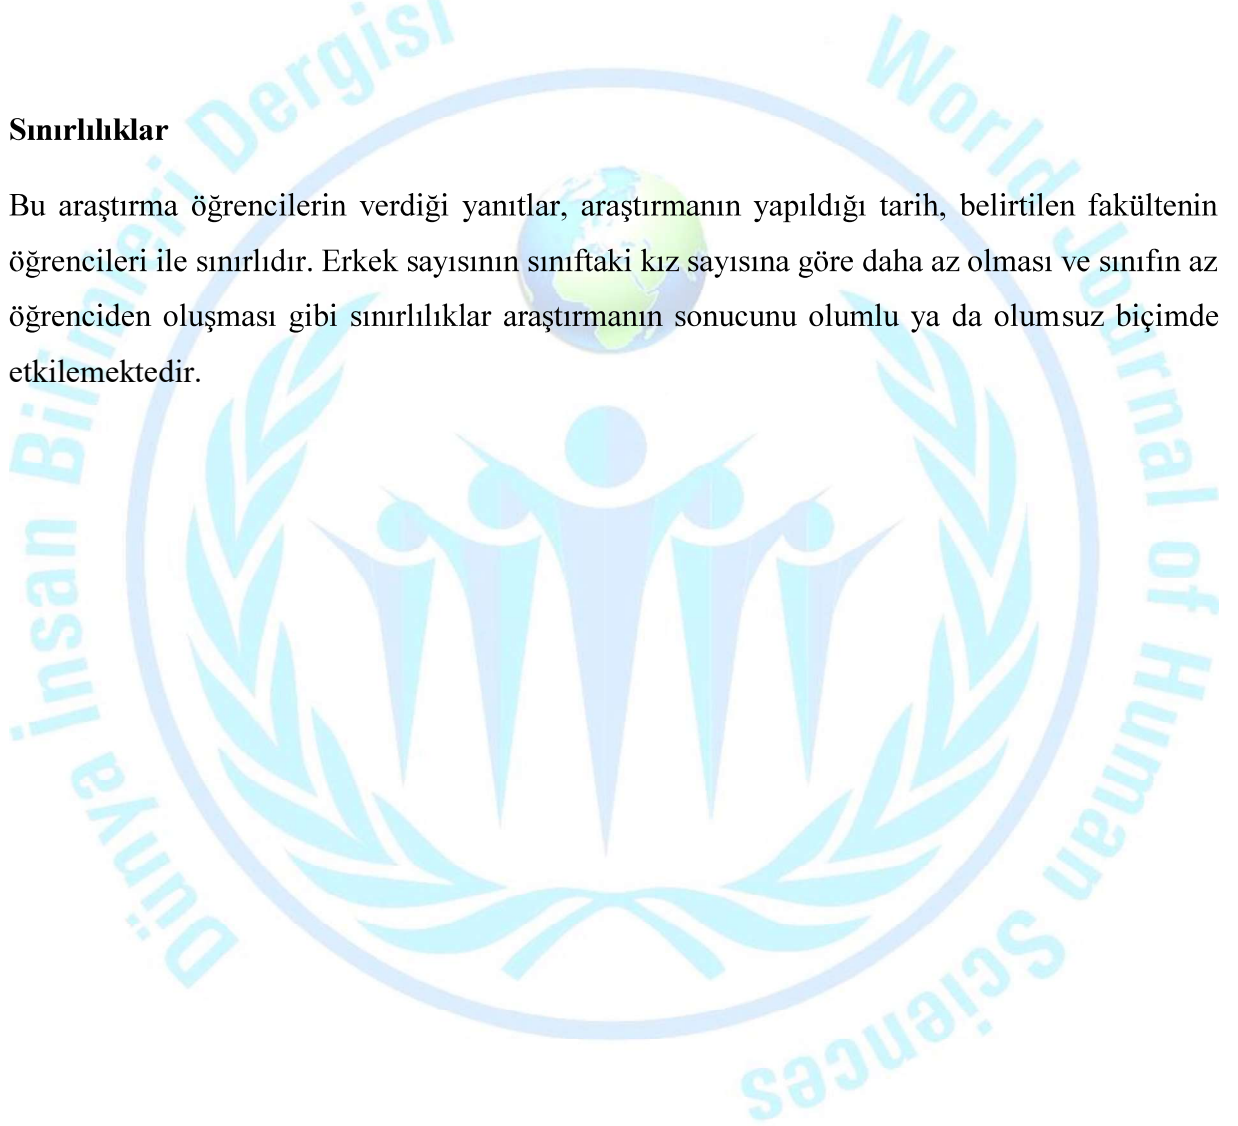 Sınırlılıklar
Bu araştırma öğrencilerin verdiği yanıtlar, araştırmanın yapıldığı tarih, belirtilen fakültenin
öğrencileri ile sınırlıdır. Erkek sayısının sınıftaki kız sayısına göre daha az olması ve sınıfın az
öğrenciden oluşması gibi sınırlılıklar araştırmanın sonucunu olumlu ya da olumsuz biçimde
etkilemektedir.
Dünya İnsan Bilimleri Dergisi
World Journal of Human Sciences